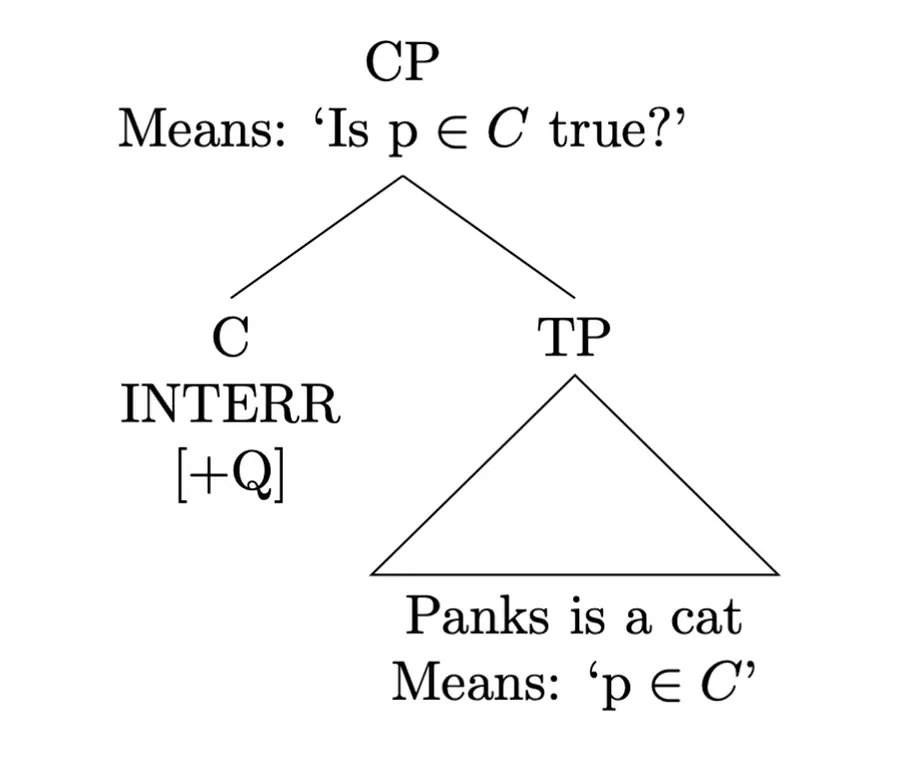 CP
Means: ‘Is p ∈ C true?’
C
TP
INTERR
[+Q]
Panks is a cat
Means: ‘p ∈ C’